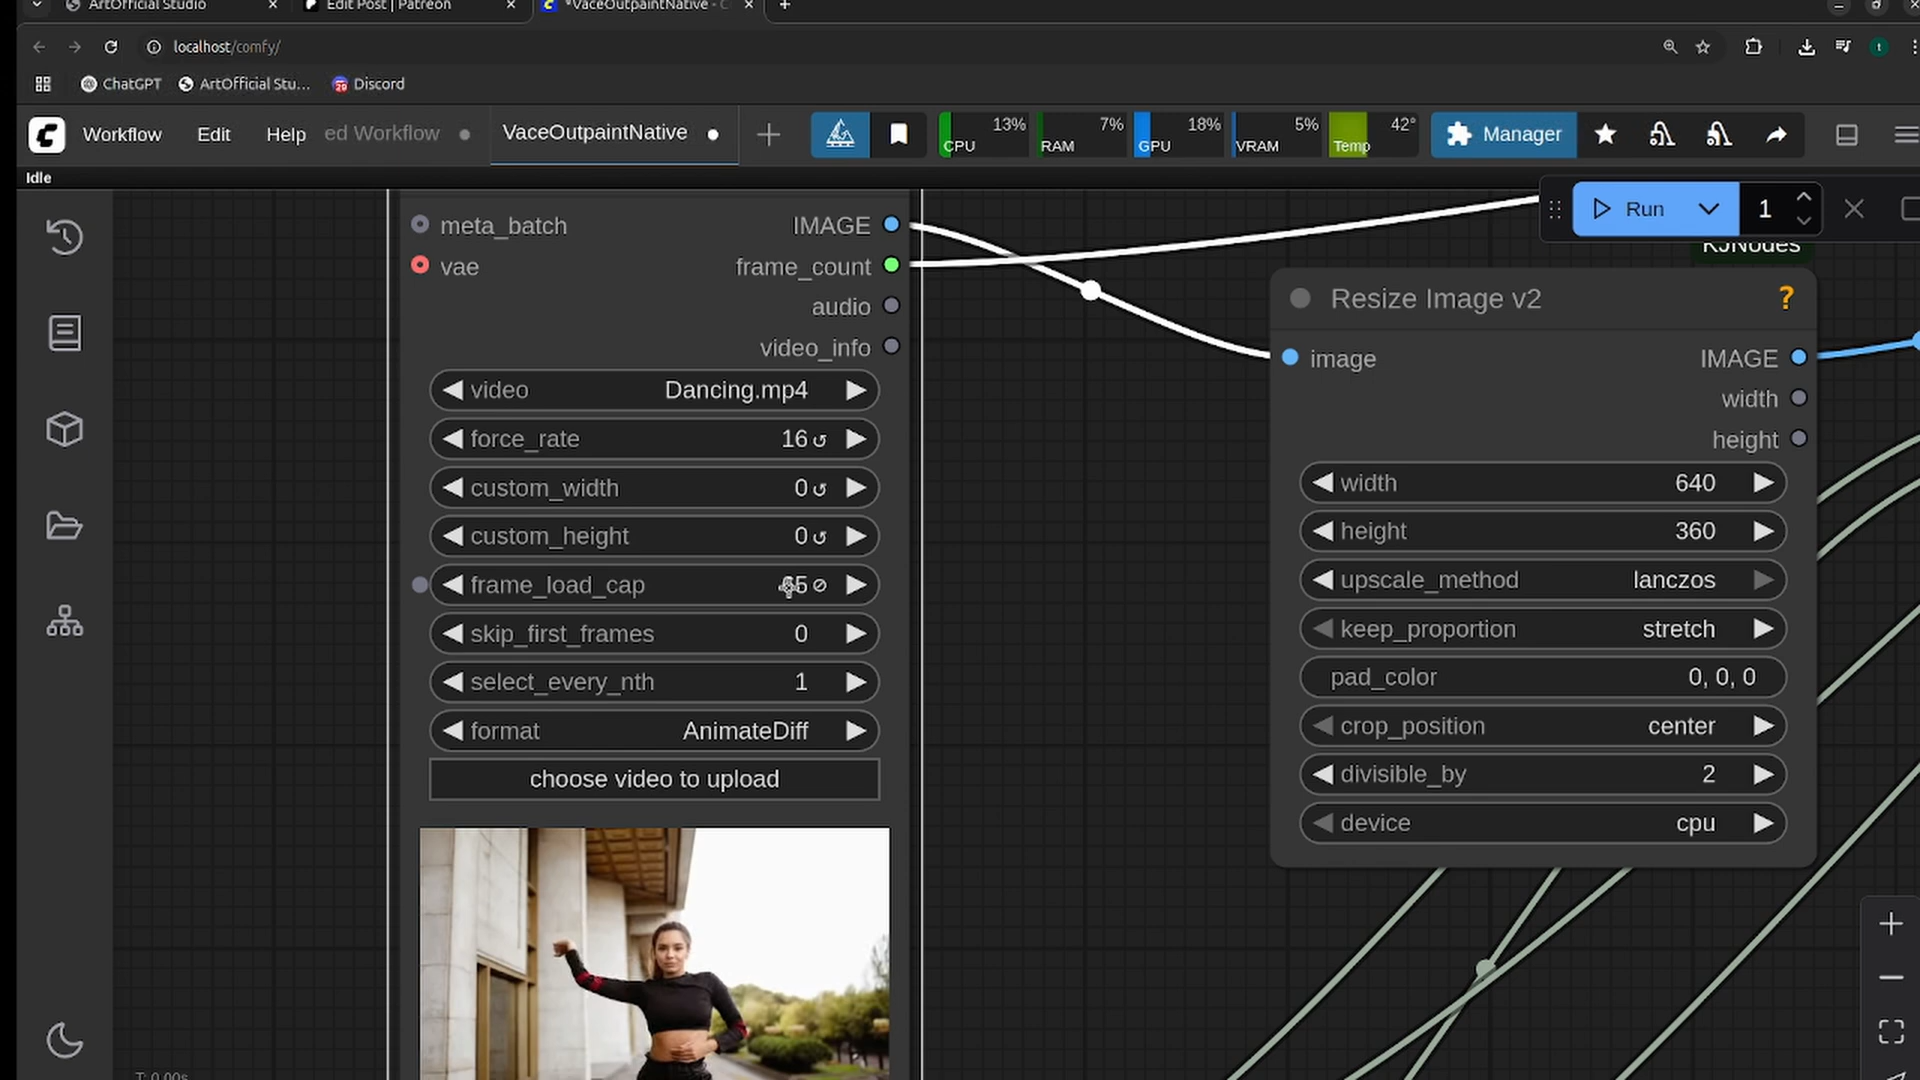 ArtOfficial Studio
Edit Post | Patreon
*VaceOutpaintNative - C
localhost/comfy/
t
ChatGPT
ArtOfficial Stu...
Discord
Workflow
Edit
Help
ed Workflow
VaceOutpaintNative
CPU 13%
RAM 7%
GPU 18%
VRAM 5%
Temp 42°
Manager
Idle
Run
1
KJNodes
meta_batch
IMAGE
vae
frame_count
audio
video_info
video Dancing.mp4
force_rate 16
custom_width 0
custom_height 0
frame_load_cap
skip_first_frames 0
select_every_nth 1
format AnimateDiff
choose video to upload
Resize Image v2 ?
image
IMAGE
width
height
width 640
height 360
upscale_method lanczos
keep_proportion stretch
pad_color 0, 0, 0
crop_position center
divisible_by 2
device cpu
T: 0.00s